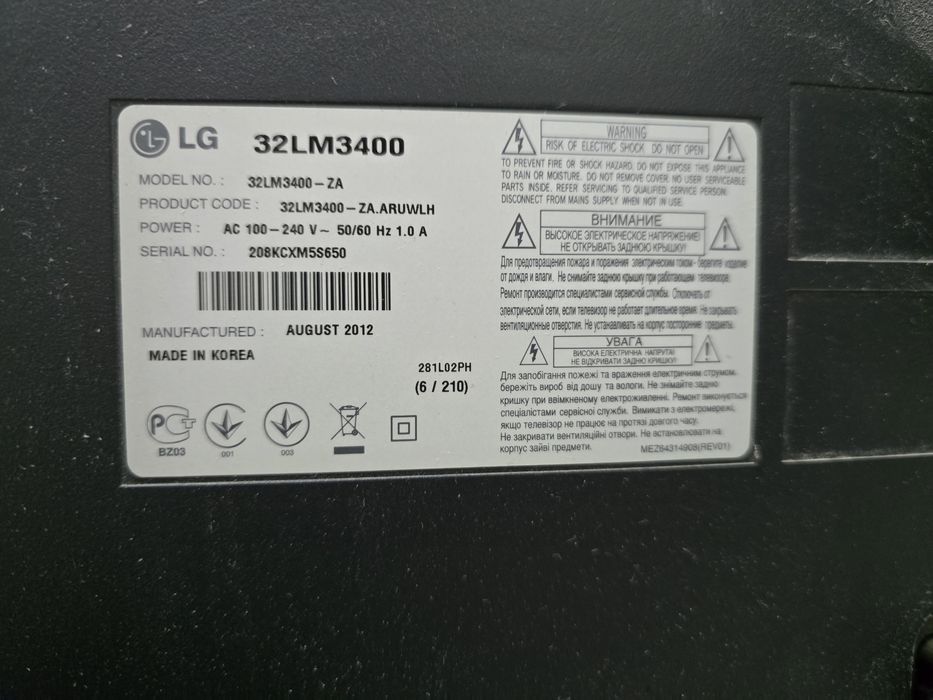 LG 32LM3400
MODEL NO. : 32LM3400-ZA
PRODUCT CODE : 32LM3400-ZA.ARUWLH
POWER : AC 100-240 V~ 50/60 Hz 1.0 A
SERIAL NO. : 208KCXM5S650
MANUFACTURED : AUGUST 2012
MADE IN KOREA
281L02PH
(6 / 210)
РСТ
BZ03
001
003
WARNING
RISK OF ELECTRIC SHOCK DO NOT OPEN
TO PREVENT FIRE OR SHOCK HAZARD, DO NOT EXPOSE THIS APPLIANCE
TO RAIN OR MOISTURE. DO NOT REMOVE COVER. NO USER SERVICEABLE
PARTS INSIDE. REFER SERVICING TO QUALIFIED SERVICE PERSON.
DISCONNECT FROM MAINS SUPPLY WHEN NOT IN USE.
ВНИМАНИЕ
ВЫСОКОЕ ЭЛЕКТРИЧЕСКОЕ НАПРЯЖЕНИЕ!
НЕ ОТКРЫВАТЬ ЗАДНЮЮ КРЫШКУ!
Для предотвращения пожара и поражения электрическим током - берегите изделие
от дождя и влаги. Не снимайте заднюю крышку при работающем телевизоре.
Ремонт производится специалистами сервисной службы. Отключать от
электрической сети, если телевизор не работает длительное время. Не закрывать
вентиляционные отверстия. Не устанавливать на корпус посторонние предметы.
УВАГА
ВИСОКА ЕЛЕКТРИЧНА НАПРУГА!
НЕ ВІДКРИВАТИ ЗАДНЮ КРИШКУ!
Для запобігання пожежі та враження електричним струмом,
бережіть вироб від дощу та вологи. Не знімайте задню
кришку при ввімкненому електроживленні. Ремонт виконується
спеціалістами сервісної служби. Вимикати з електромережі,
якщо телевізор не працює на протязі довгого часу.
Не закривати вентиляційні отвори. Не встановлювати на
корпус зайві предмети. MEZ64314908(REV01)